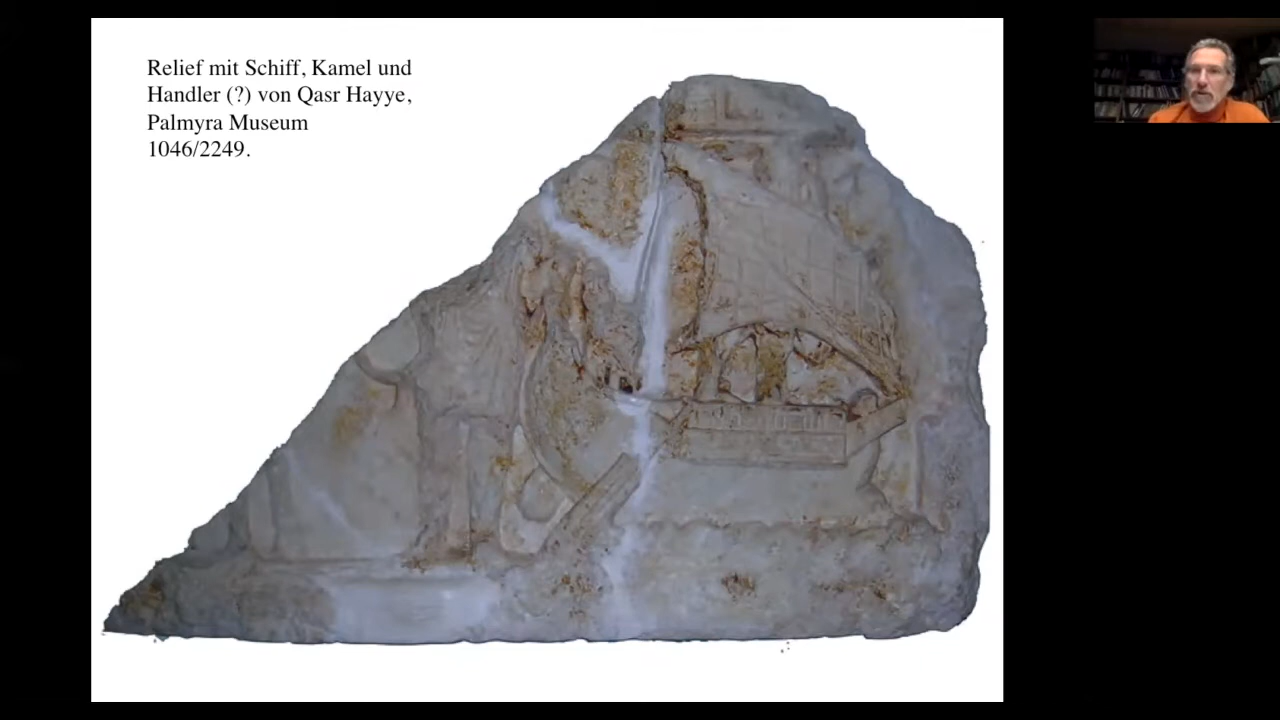 Relief mit Schiff, Kamel und
Handler (?) von Qasr Hayye,
Palmyra Museum
1046/2249.